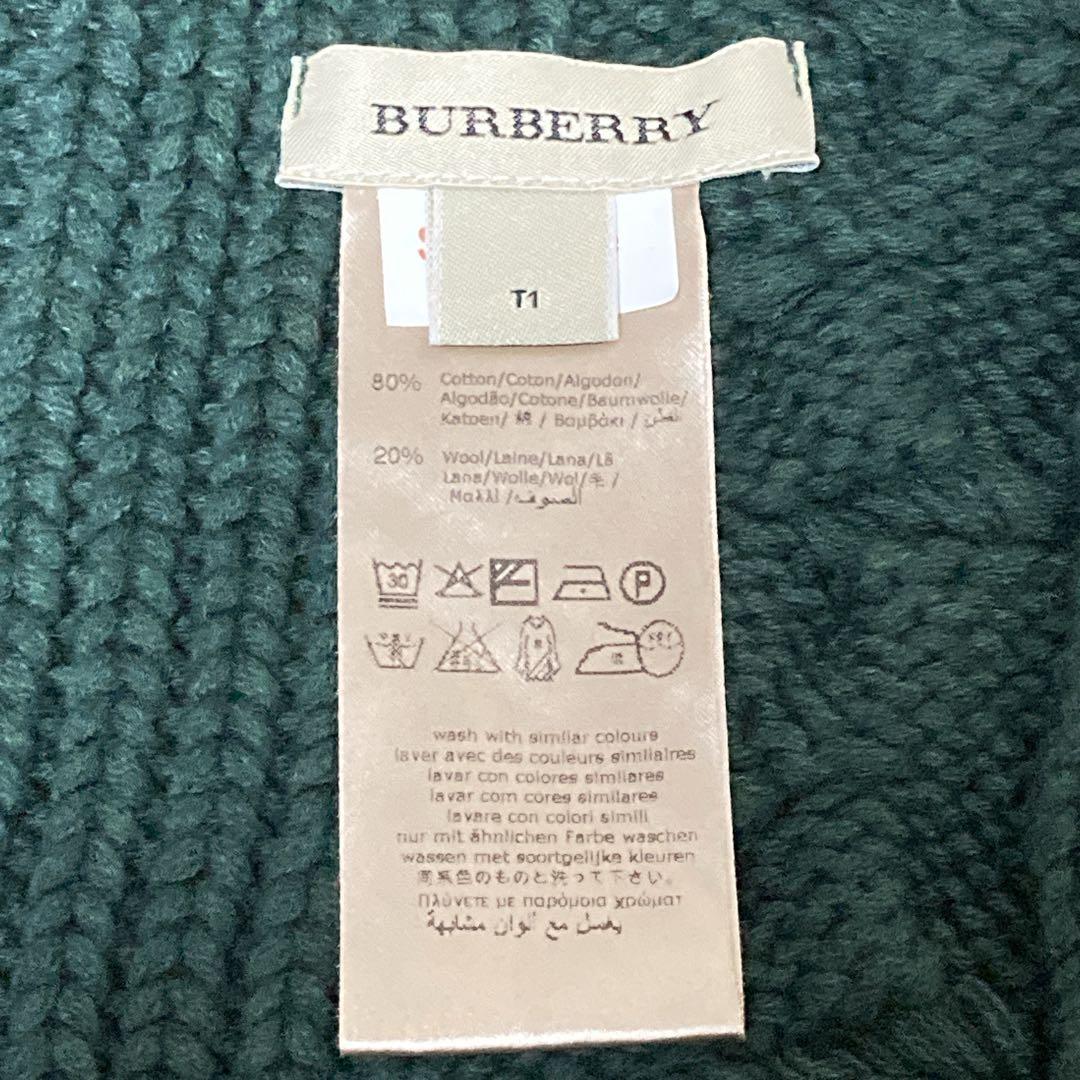 BURBERRY
T1
80% Cotton/Coton/Algodon/
Algodão/Cotone/Baumwolle/
Katoen/ 綿 / Βαμβάκι / القطن
20% Wool/Laine/Lana/Lã
Lana/Wolle/Wol/毛/
Μαλλί /الصوف
30 P
wash with similar colours
laver avec des couleurs similaires
lavar con colores similares
lavar com cores similares
lavare con colori simili
nur mit ähnlichen Farbe waschen
wassen met soortgelijke kleuren
同系色のものと洗って下さい。
Πλύνετε με παρόμοια χρώματ
يغسل مع ألوان مشابهة